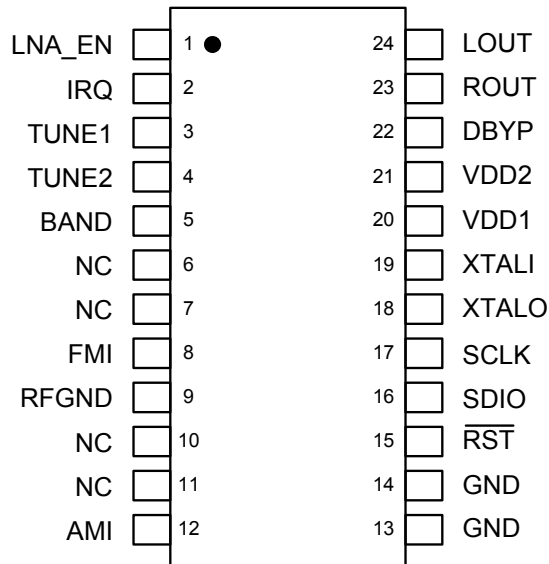 LNA_EN 1 24 LOUT
IRQ 2 23 ROUT
TUNE1 3 22 DBYP
TUNE2 4 21 VDD2
BAND 5 20 VDD1
NC 6 19 XTALI
NC 7 18 XTALO
FMI 8 17 SCLK
RFGND 9 16 SDIO
NC 10 15 RST
NC 11 14 GND
AMI 12 13 GND